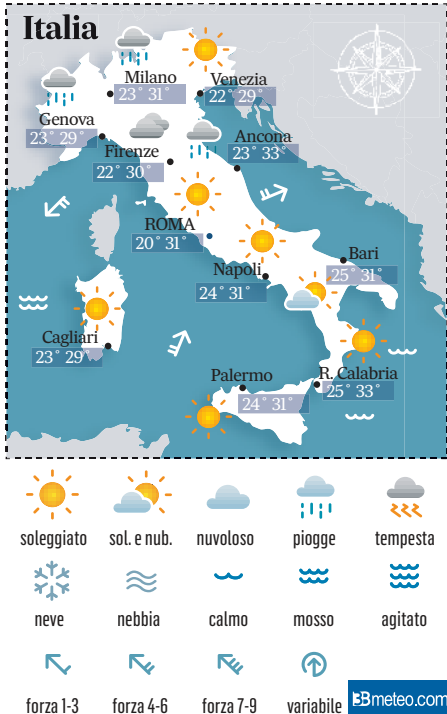 Italia
Milano
23° 31°
Venezia
22° 29°
Genova
23° 29°
Firenze
22° 30°
Ancona
23° 33°
ROMA
20° 31°
Napoli
24° 31°
Bari
25° 31°
Cagliari
23° 29°
Palermo
24° 31°
R. Calabria
25° 33°
soleggiato sol. e nub. nuvoloso piogge tempesta
neve nebbia calmo mosso agitato
forza 1-3 forza 4-6 forza 7-9 variabile
3Bmeteo.com